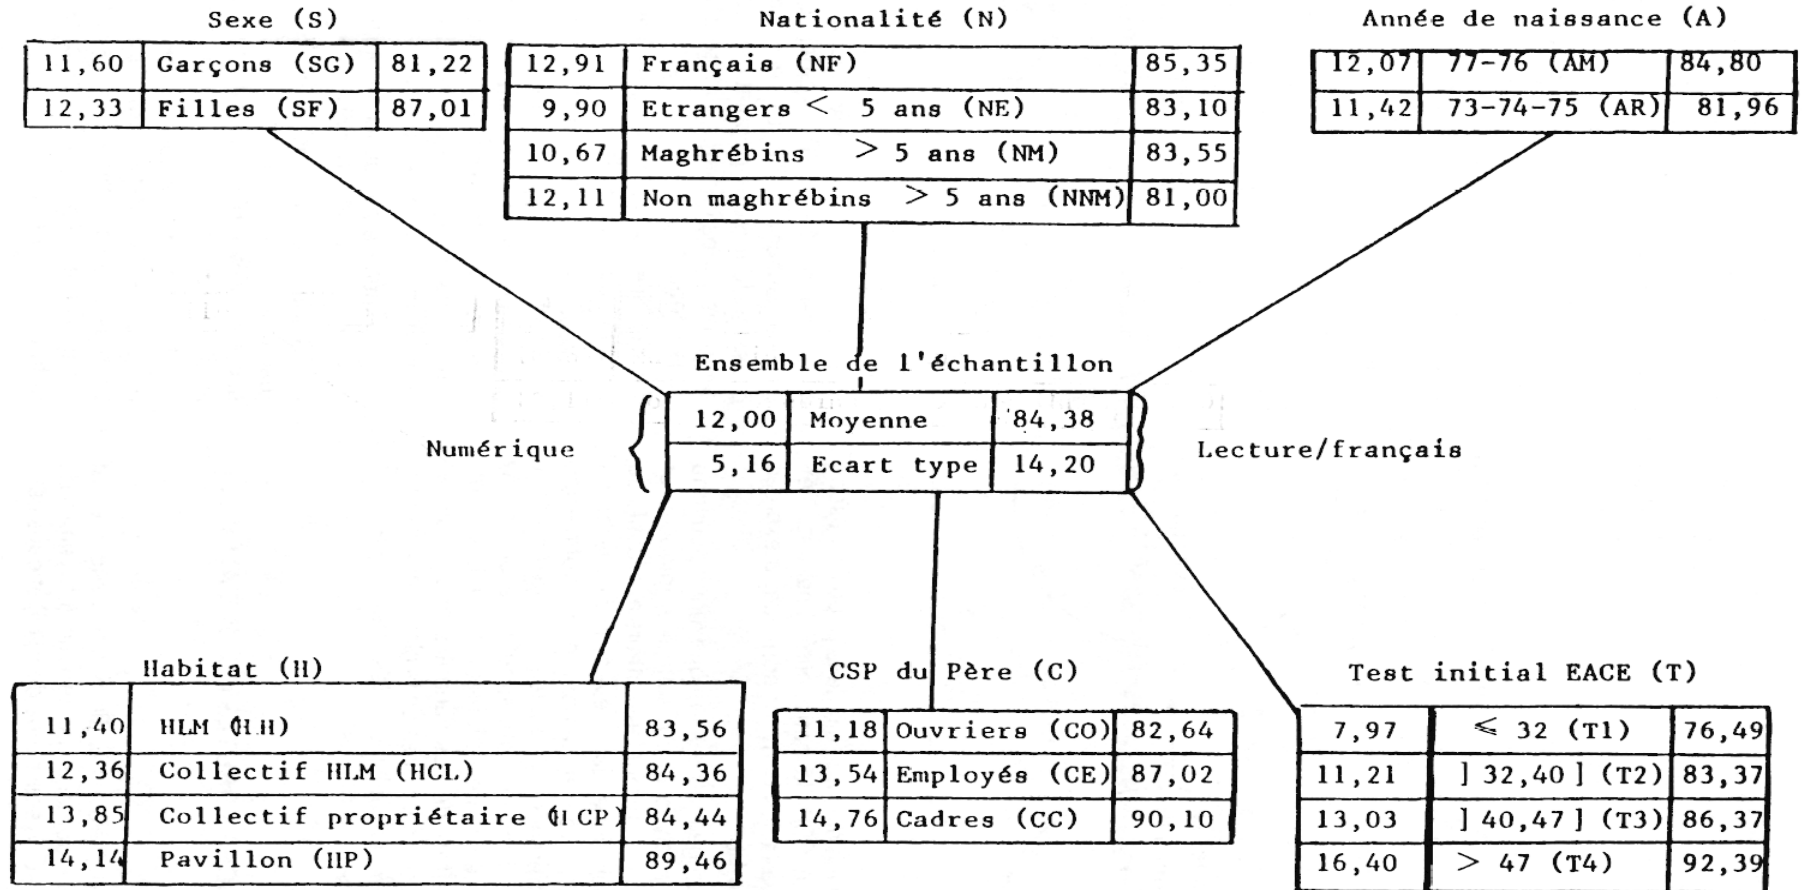 Sexe (S)
11,60 Garçons (SG) 81,22
12,33 Filles (SF) 87,01
Nationalité (N)
12,91 Français (NF) 85,35
9,90 Etrangers < 5 ans (NE) 83,10
10,67 Maghrébins > 5 ans (NM) 83,55
12,11 Non maghrébins > 5 ans (NNM) 81,00
Année de naissance (A)
12,07 77-76 (AM) 84,80
11,42 73-74-75 (AR) 81,96
Ensemble de l'échantillon
Numérique
12,00 Moyenne 84,38
5,16 Ecart type 14,20
Lecture/français
Habitat (H)
11,40 HLM (HH) 83,56
12,36 Collectif HLM (HCL) 84,36
13,85 Collectif propriétaire (HCP) 84,44
14,14 Pavillon (HP) 89,46
CSP du Père (C)
11,18 Ouvriers (CO) 82,64
13,54 Employés (CE) 87,02
14,76 Cadres (CC) 90,10
Test initial EACE (T)
7,97 ≤ 32 (T1) 76,49
11,21 ] 32,40 ] (T2) 83,37
13,03 ] 40,47 ] (T3) 86,37
16,40 > 47 (T4) 92,39